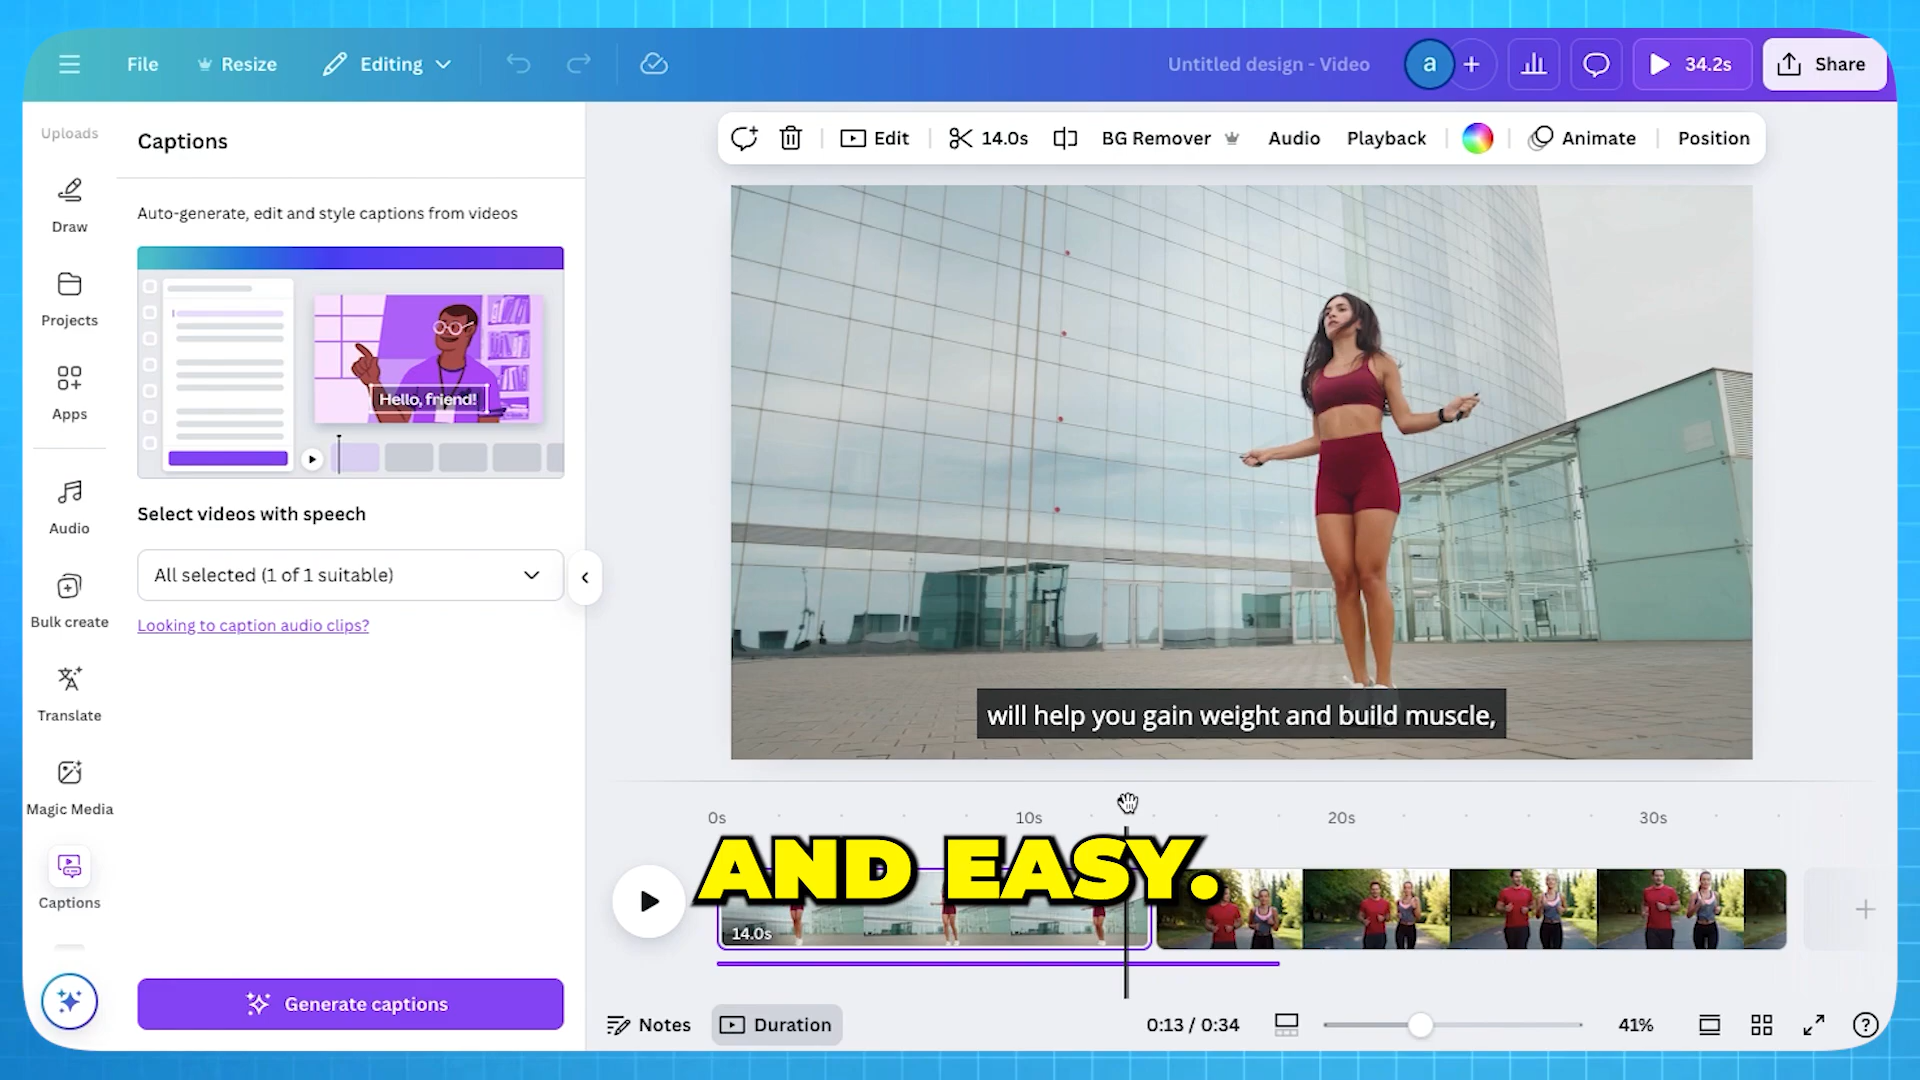 File
Resize
Editing
Untitled design - Video
a
34.2s
Share
Uploads
Draw
Projects
Apps
Audio
Bulk create
Translate
Magic Media
Captions
Captions
Auto-generate, edit and style captions from videos
Hello, friend!
Select videos with speech
All selected (1 of 1 suitable)
Looking to caption audio clips?
Generate captions
Edit
14.0s
BG Remover
Audio
Playback
Animate
Position
will help you gain weight and build muscle,
0s
10s
20s
30s
AND EASY.
14.0s
Notes
Duration
0:13 / 0:34
41%
?